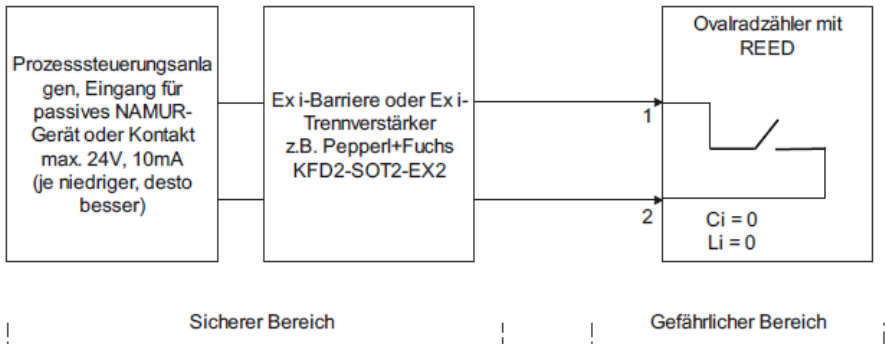 Prozesssteuerungsanla
gen, Eingang für
passives NAMUR-
Gerät oder Kontakt
max. 24V, 10mA
(je niedriger, desto
besser)
Ex i-Barriere oder Ex i-
Trennverstärker
z.B. Pepperl+Fuchs
KFD2-SOT2-EX2
Ovalradzähler mit
REED
1
2
Ci = 0
Li = 0
Sicherer Bereich
Gefährlicher Bereich